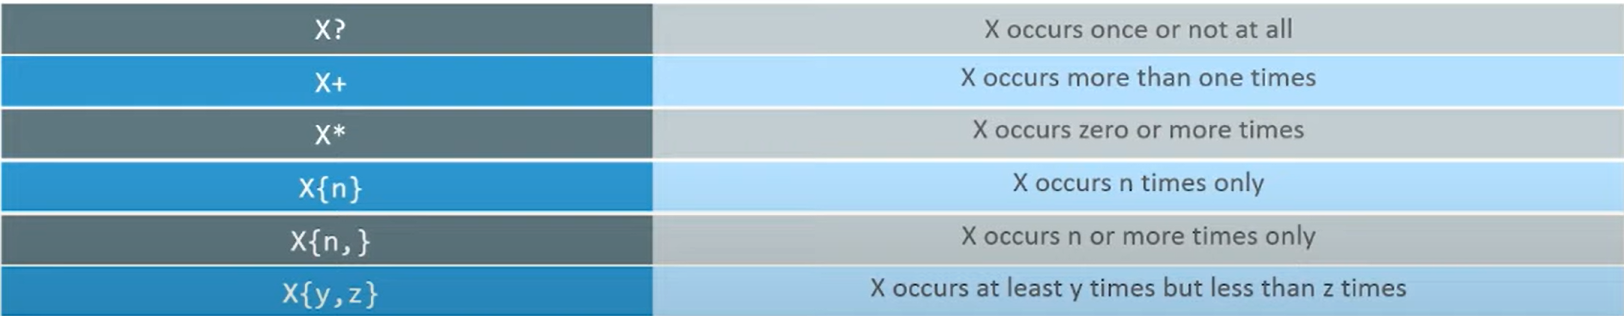 X? X occurs once or not at all
X+ X occurs more than one times
X* X occurs zero or more times
X{n} X occurs n times only
X{n,} X occurs n or more times only
X{y,z} X occurs at least y times but less than z times